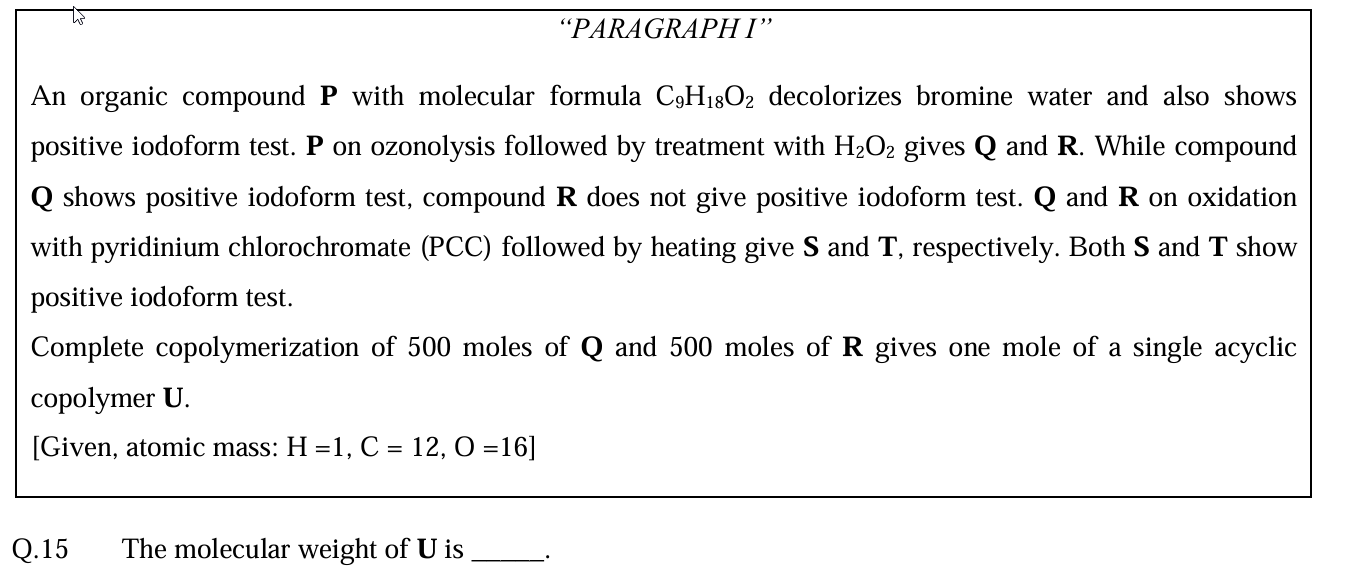 “PARAGRAPH I”
An organic compound P with molecular formula C₉H₁₈O₂ decolorizes bromine water and also shows
positive iodoform test. P on ozonolysis followed by treatment with H₂O₂ gives Q and R. While compound
Q shows positive iodoform test, compound R does not give positive iodoform test. Q and R on oxidation
with pyridinium chlorochromate (PCC) followed by heating give S and T, respectively. Both S and T show
positive iodoform test.
Complete copolymerization of 500 moles of Q and 500 moles of R gives one mole of a single acyclic
copolymer U.
[Given, atomic mass: H =1, C = 12, O =16]
Q.15 The molecular weight of U is _____.